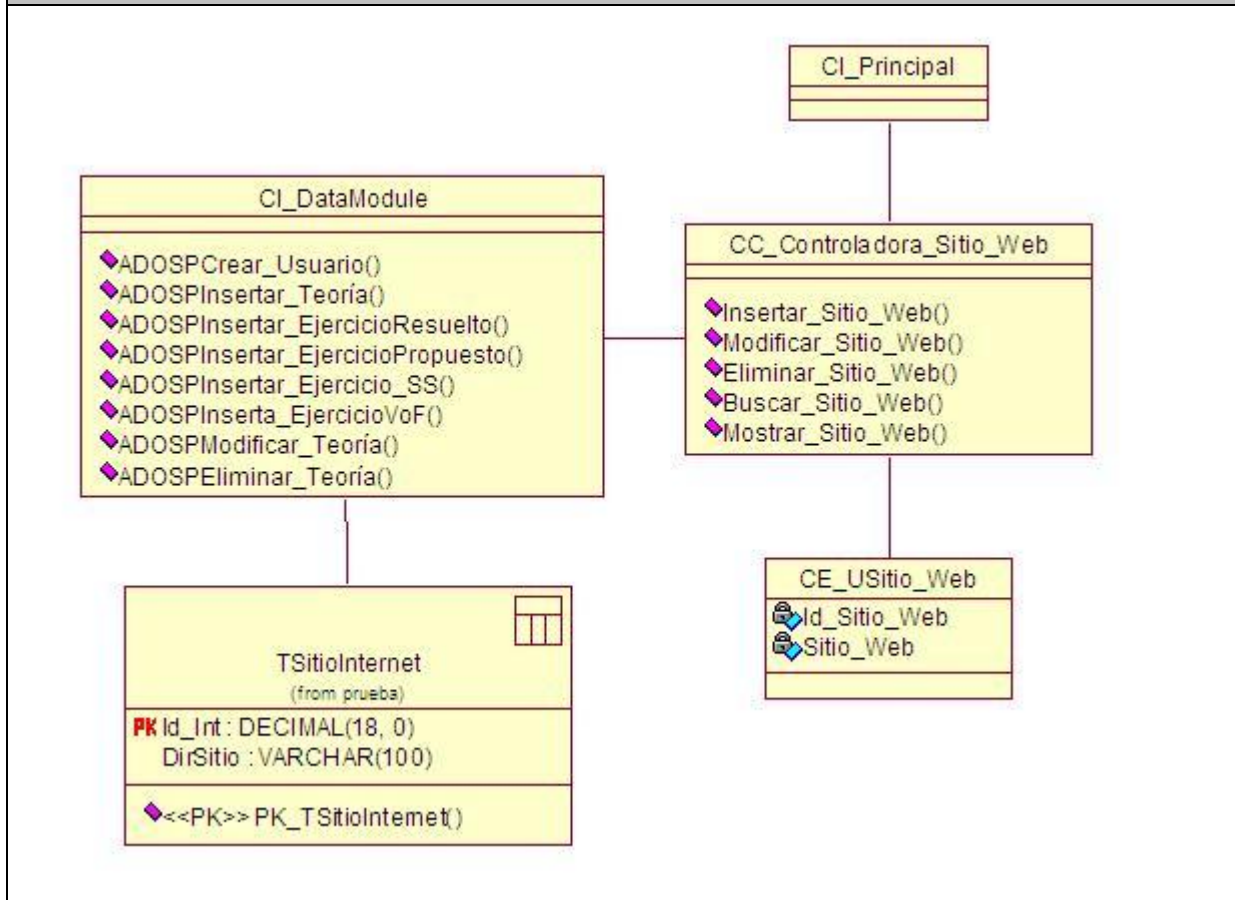 CI_Principal
CI_DataModule
ADOSPCrear_Usuario()
ADOSPInsertar_Teoría()
ADOSPInsertar_EjercicioResuelto()
ADOSPInsertar_EjercicioPropuesto()
ADOSPInsertar_Ejercicio_SS()
ADOSPInserta_EjercicioVoF()
ADOSPModificar_Teoría()
ADOSPEliminar_Teoría()
CC_Controladora_Sitio_Web
Insertar_Sitio_Web()
Modificar_Sitio_Web()
Eliminar_Sitio_Web()
Buscar_Sitio_Web()
Mostrar_Sitio_Web()
TSitioInternet
(from prueba)
PK Id_Int : DECIMAL(18, 0)
DirSitio : VARCHAR(100)
<<PK>> PK_TSitioInternet()
CE_USitio_Web
Id_Sitio_Web
Sitio_Web